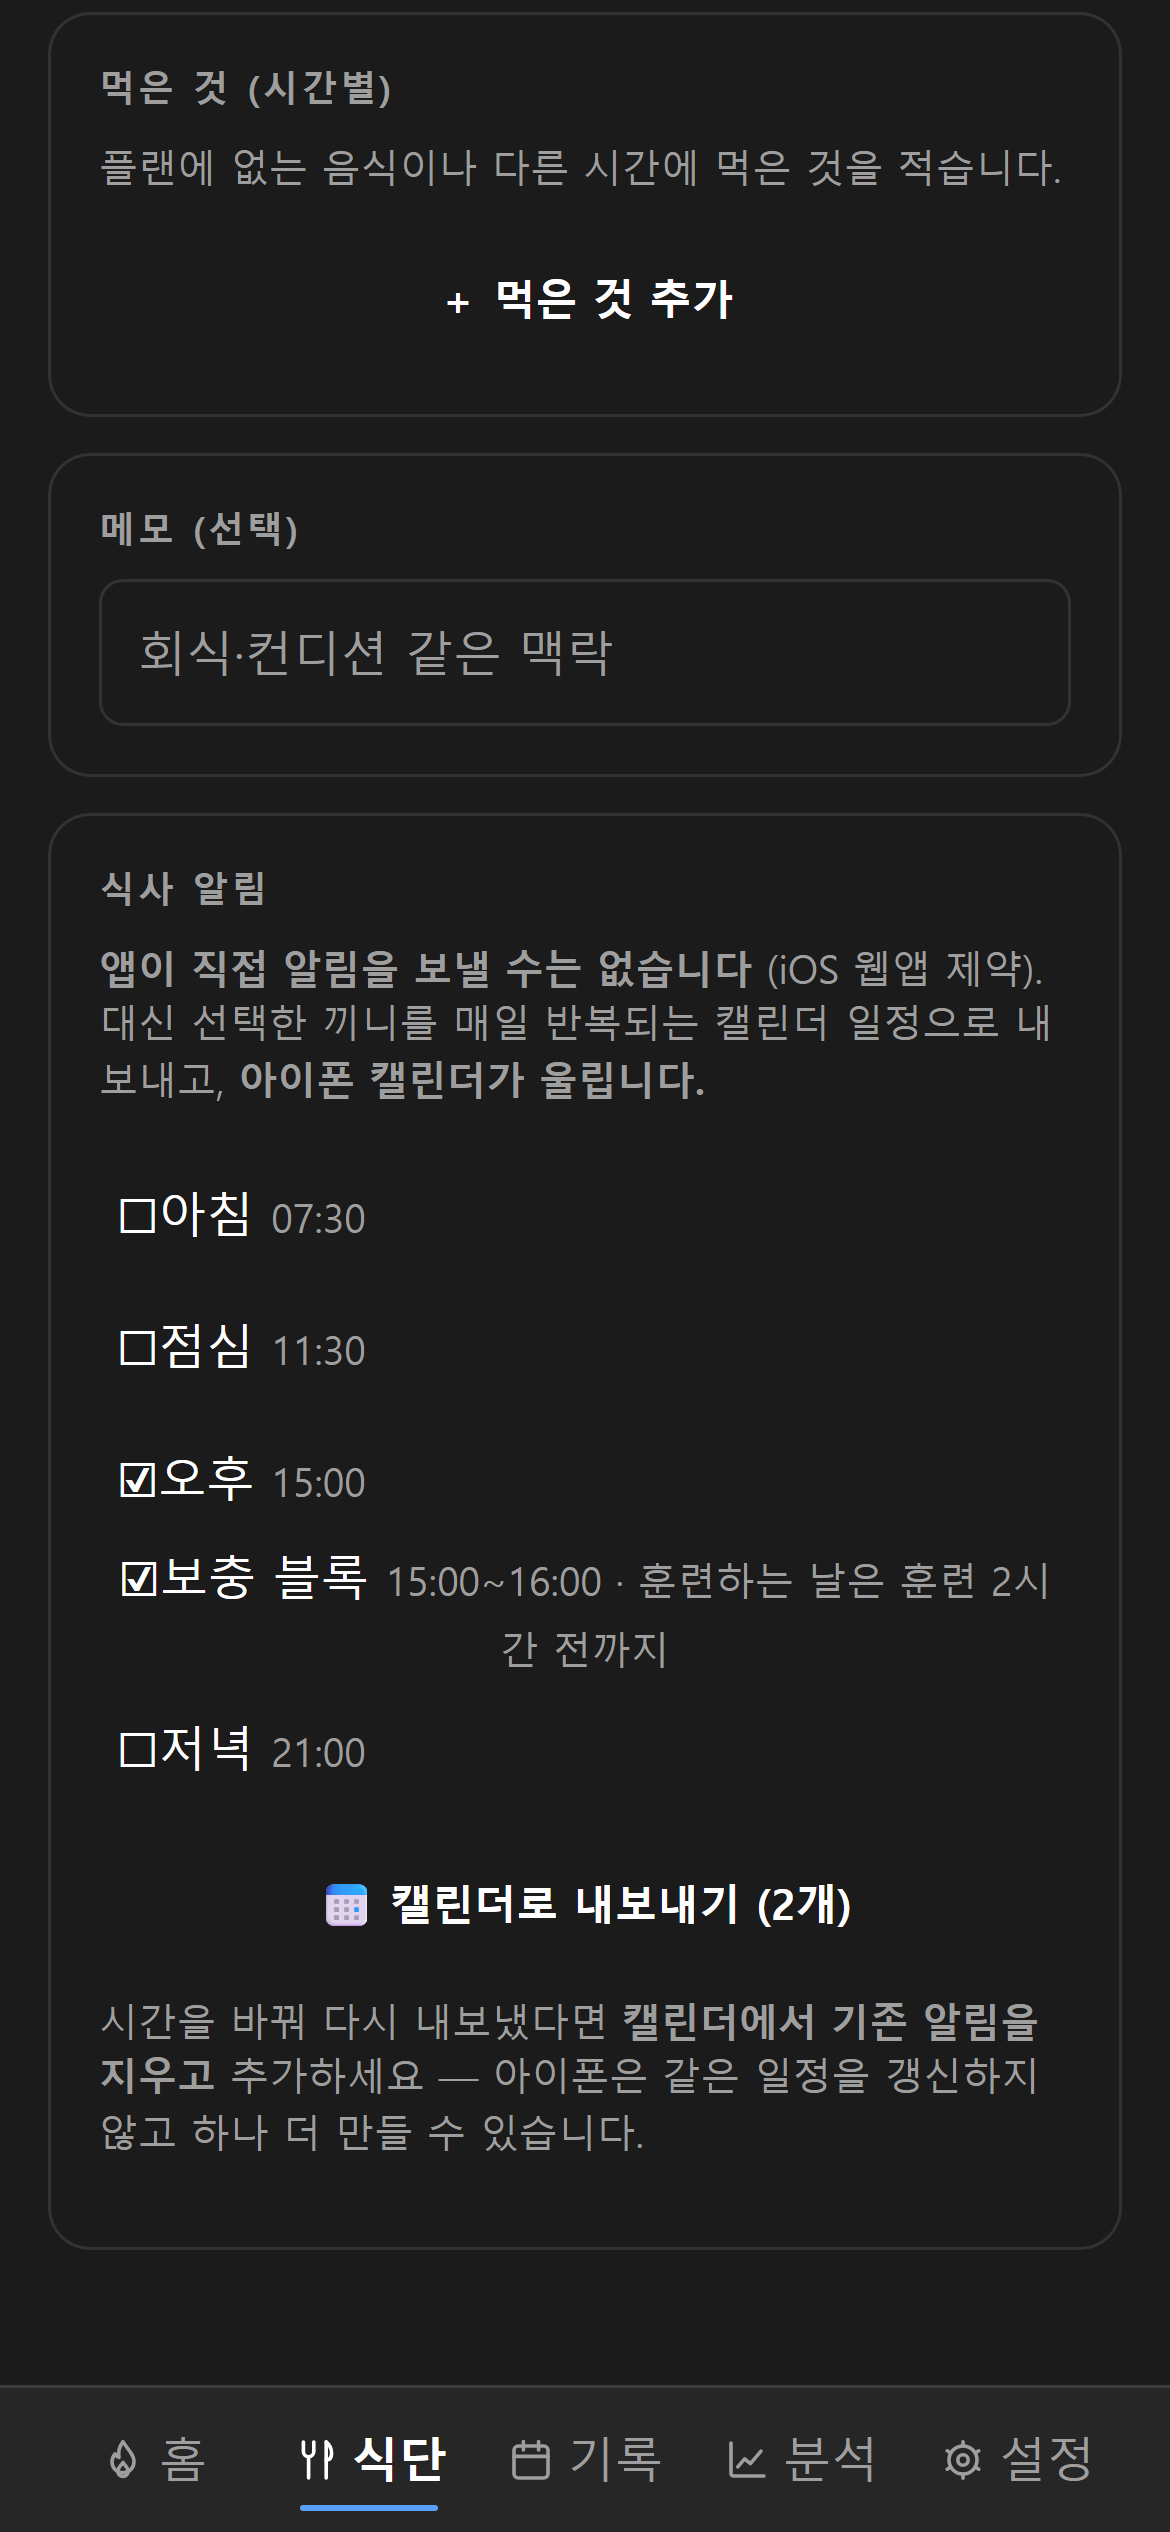 먹은 것 (시간별)
플랜에 없는 음식이나 다른 시간에 먹은 것을 적습니다.
+ 먹은 것 추가
메모 (선택)
회식·컨디션 같은 맥락
식사 알림
앱이 직접 알림을 보낼 수는 없습니다 (iOS 웹앱 제약).
대신 선택한 끼니를 매일 반복되는 캘린더 일정으로 내
보내고, 아이폰 캘린더가 울립니다.
☐아침 07:30
☐점심 11:30
☑오후 15:00
☑보충 블록 15:00~16:00 · 훈련하는 날은 훈련 2시
간 전까지
☐저녁 21:00
📅 캘린더로 내보내기 (2개)
시간을 바꿔 다시 내보냈다면 캘린더에서 기존 알림을
지우고 추가하세요 — 아이폰은 같은 일정을 갱신하지
않고 하나 더 만들 수 있습니다.
홈 식단 기록 분석 설정